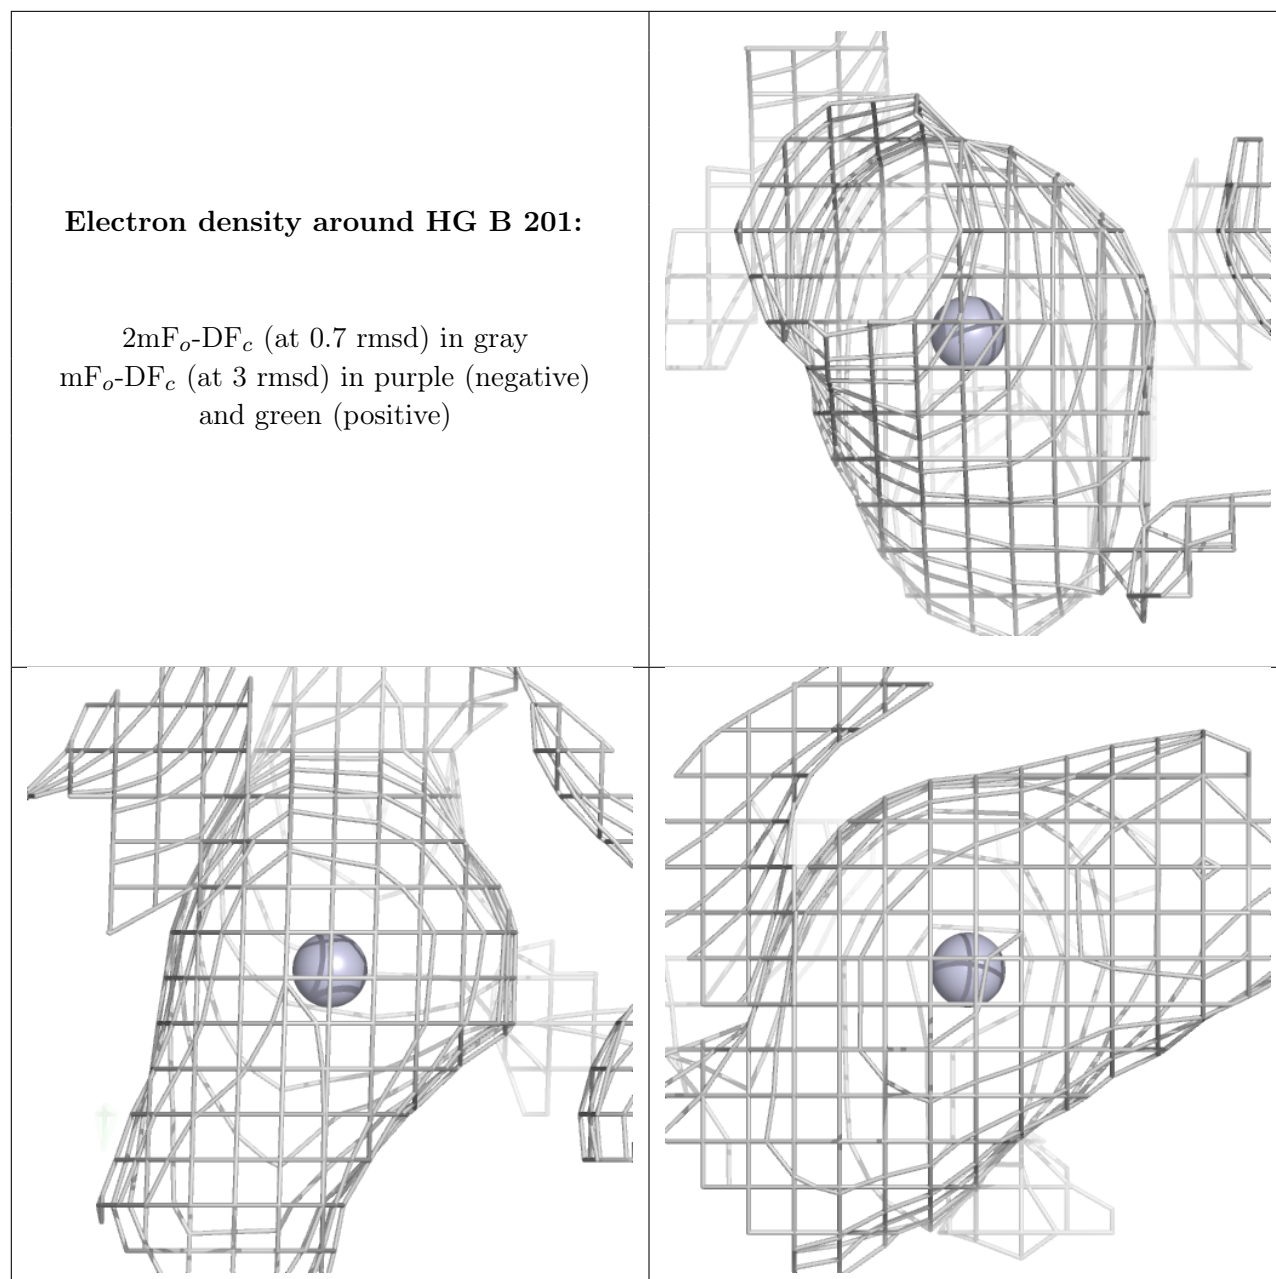 Electron density around HG B 201:
2mFo-DFc (at 0.7 rmsd) in gray
mFo-DFc (at 3 rmsd) in purple (negative)
and green (positive)